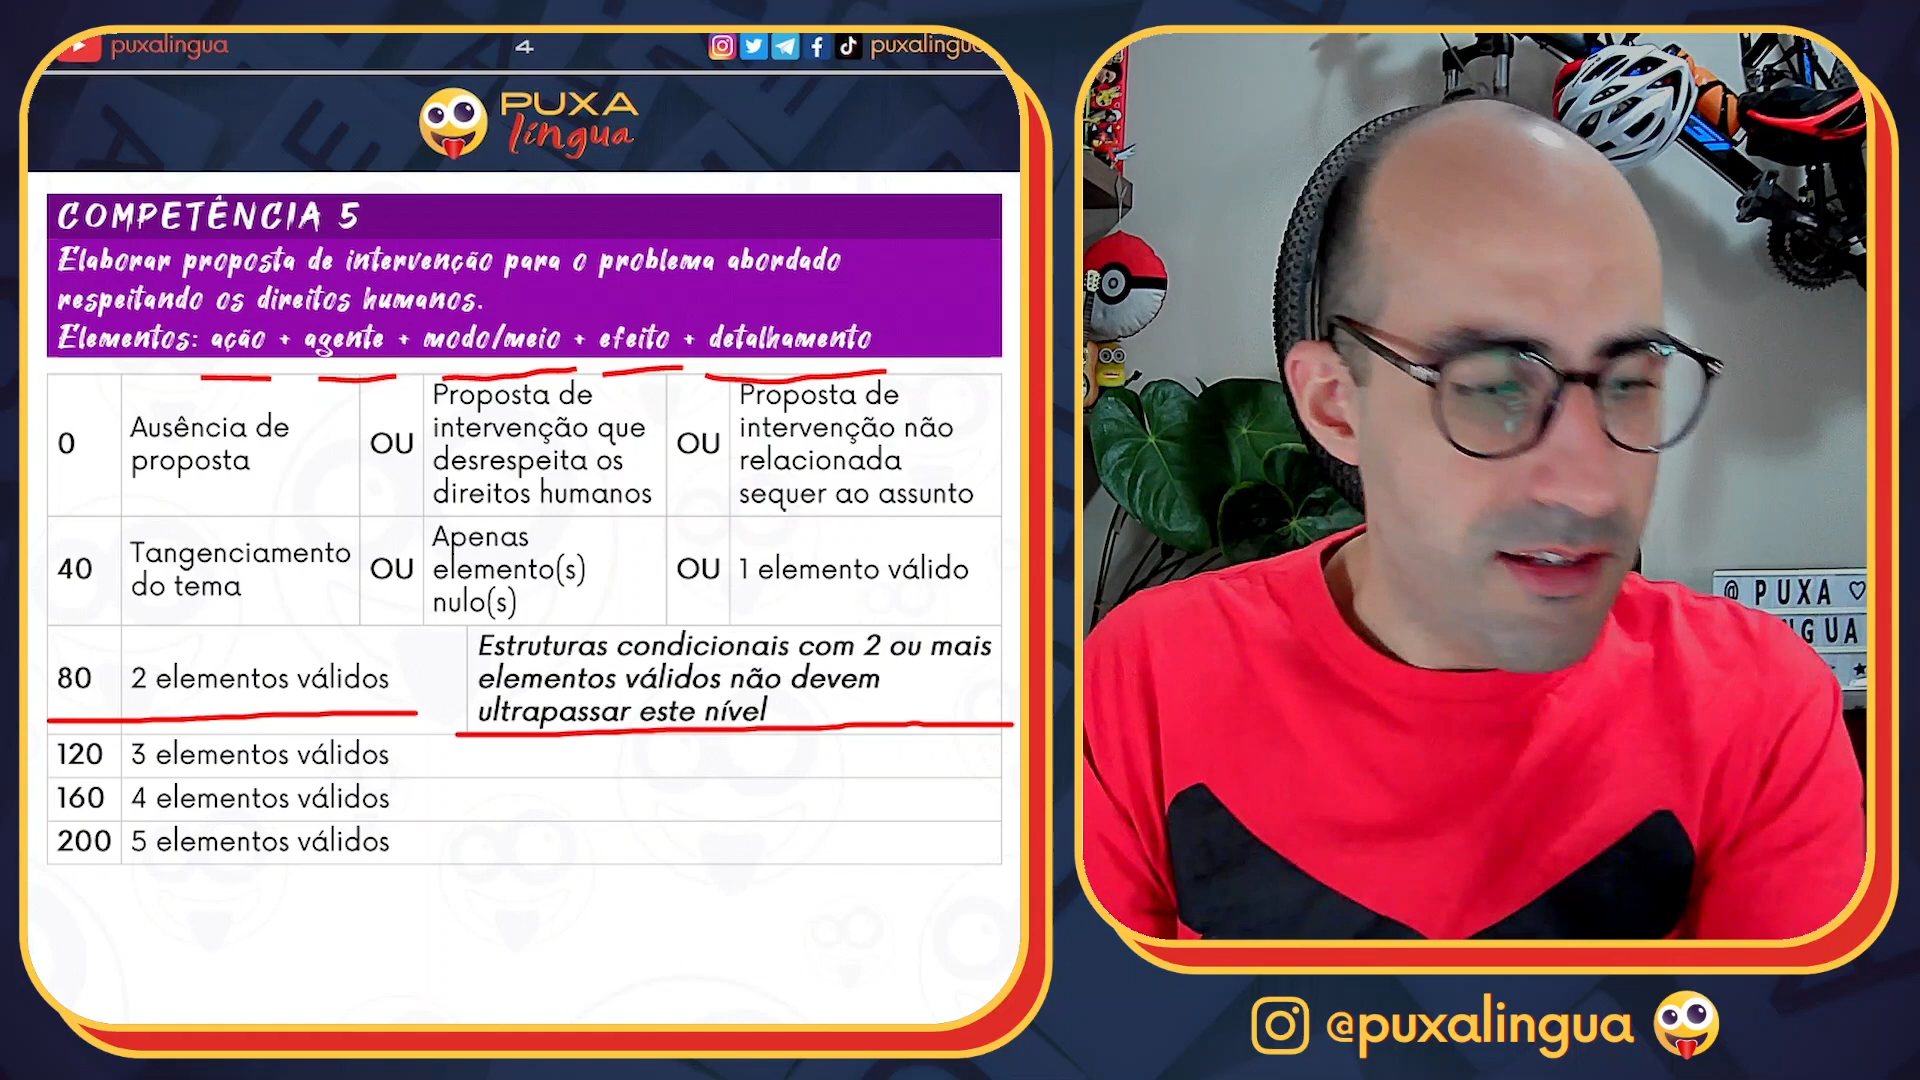 puxalingua
4
puxalingua
PUXA
língua
COMPETÊNCIA 5
Elaborar proposta de intervenção para o problema abordado
respeitando os direitos humanos.
Elementos: ação + agente + modo/meio + efeito + detalhamento
0
Ausência de
proposta
OU
Proposta de
intervenção que
desrespeita os
direitos humanos
OU
Proposta de
intervenção não
relacionada
sequer ao assunto
40
Tangenciamento
do tema
OU
Apenas
elemento(s)
nulo(s)
OU
1 elemento válido
80
2 elementos válidos
Estruturas condicionais com 2 ou mais
elementos válidos não devem
ultrapassar este nível
120 3 elementos válidos
160 4 elementos válidos
200 5 elementos válidos
@ PUXA ♡
NGUA
@puxalingua